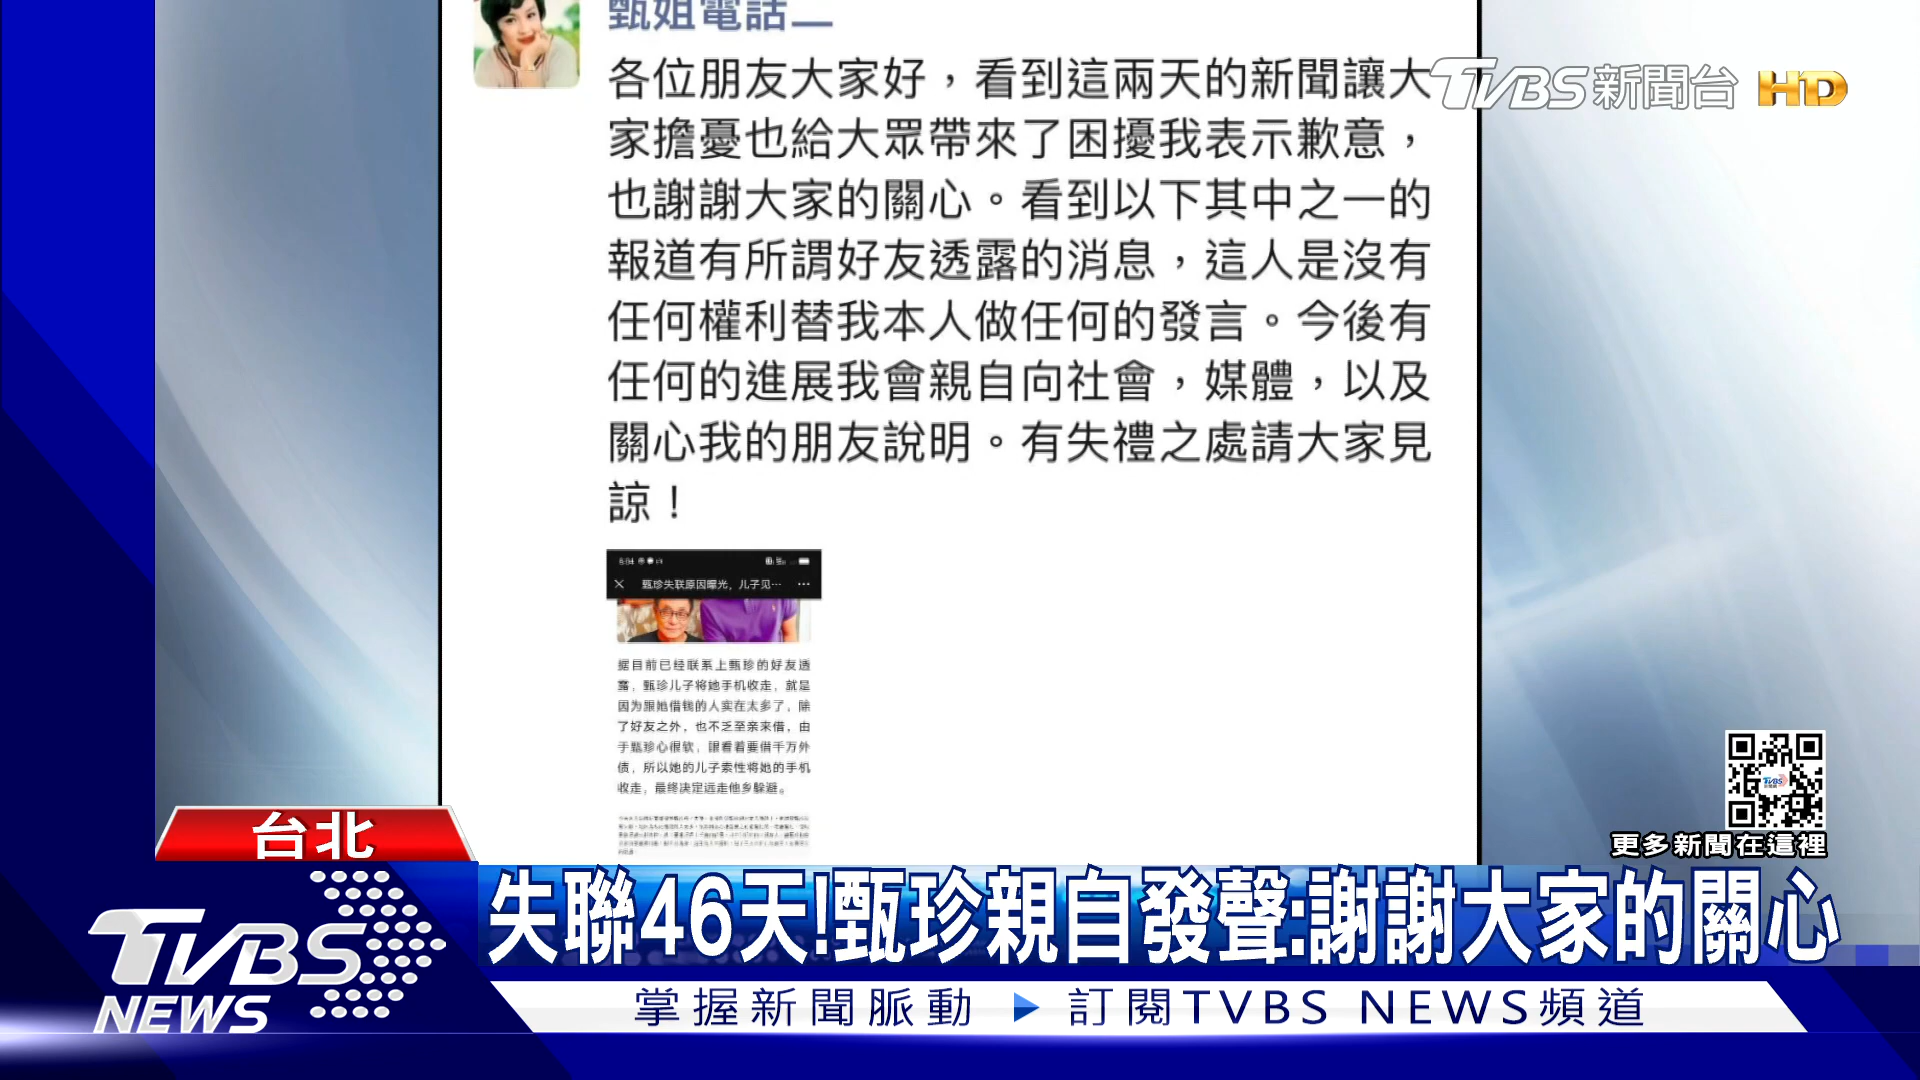 甄姐電話二
各位朋友大家好，看到這兩天的新聞讓大
家擔憂也給大眾帶來了困擾我表示歉意，
也謝謝大家的關心。看到以下其中之一的
報道有所謂好友透露的消息，這人是沒有
任何權利替我本人做任何的發言。今後有
任何的進展我會親自向社會，媒體，以及
關心我的朋友說明。有失禮之處請大家見
諒！
TVBS新聞台 HD
甄珍失联原因曝光，儿子见…
据目前已经联系上甄珍的好友透
露，甄珍儿子将她手机收走，就是
因为跟她借钱的人实在太多了，除
了好友之外，也不乏至亲来借，由
于甄珍心很软，眼看着要借千万外
债，所以她的儿子索性将她的手机
收走，最终决定远走他乡躲避。
更多新聞在這裡
台北
失聯46天!甄珍親自發聲:謝謝大家的關心
TVBS
NEWS
掌握新聞脈動 ▶ 訂閱TVBS NEWS頻道